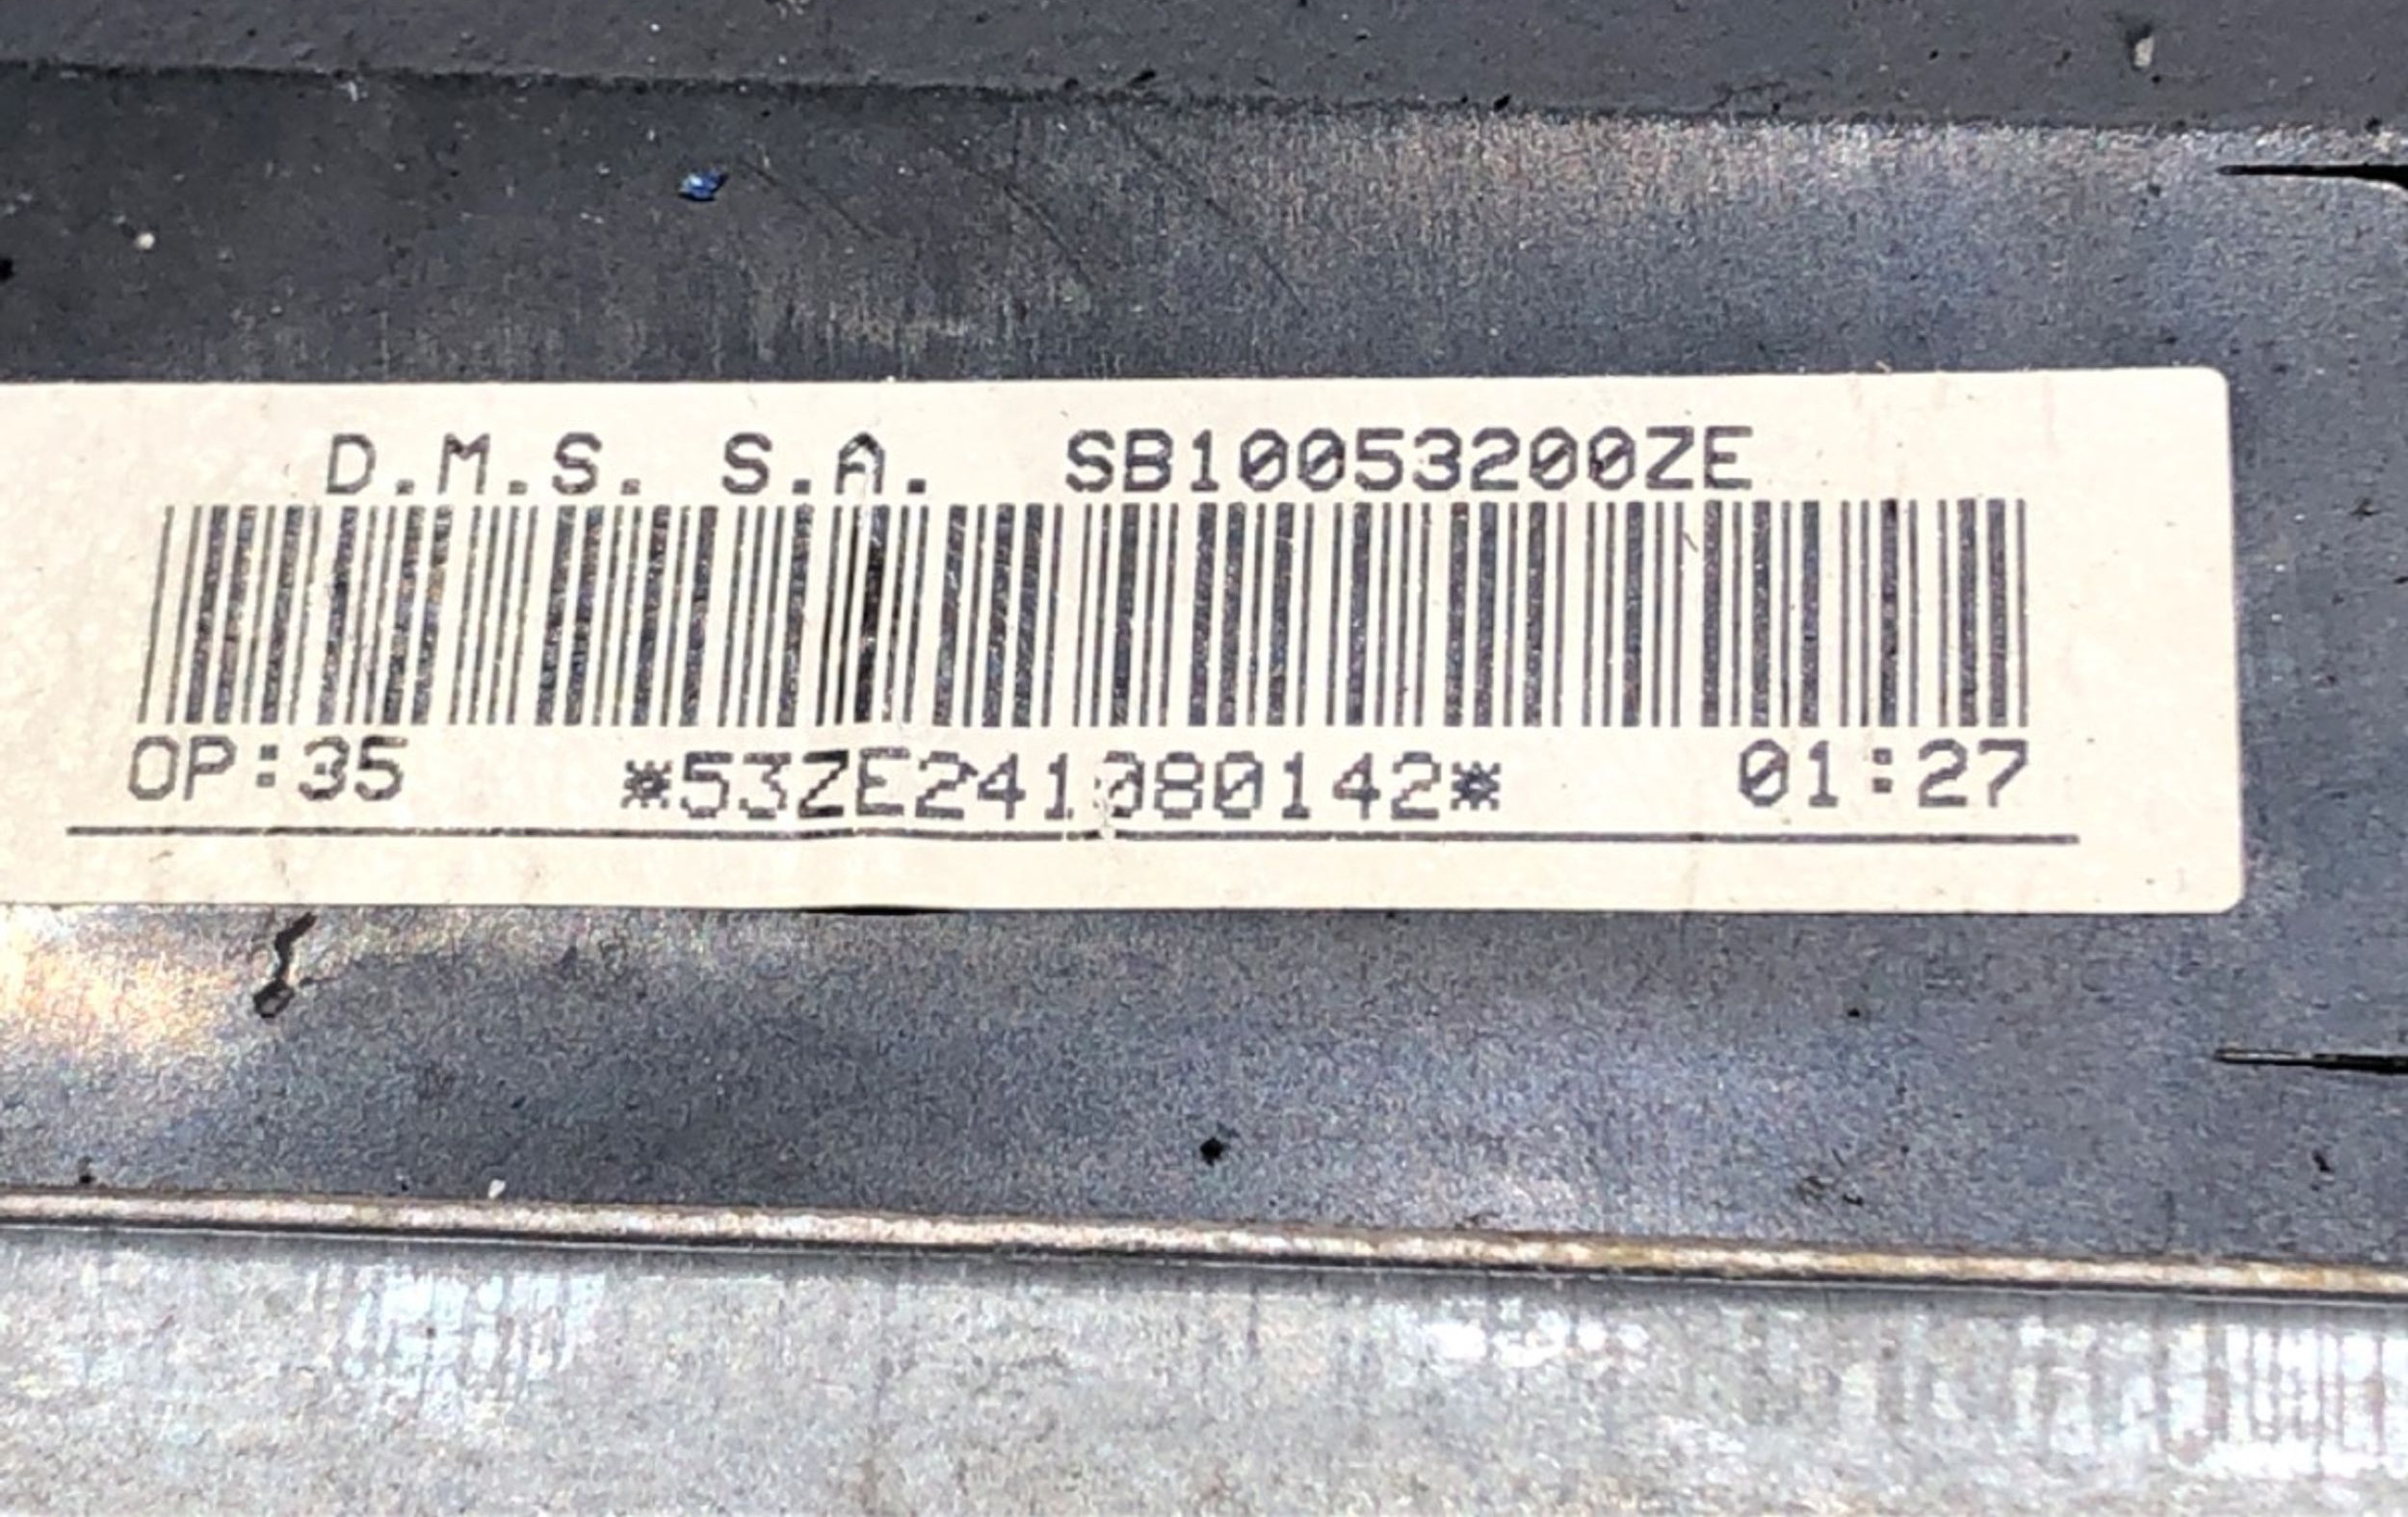 D.M.S. S.A. SB10053200ZE
OP:35 *53ZE241080142* 01:27